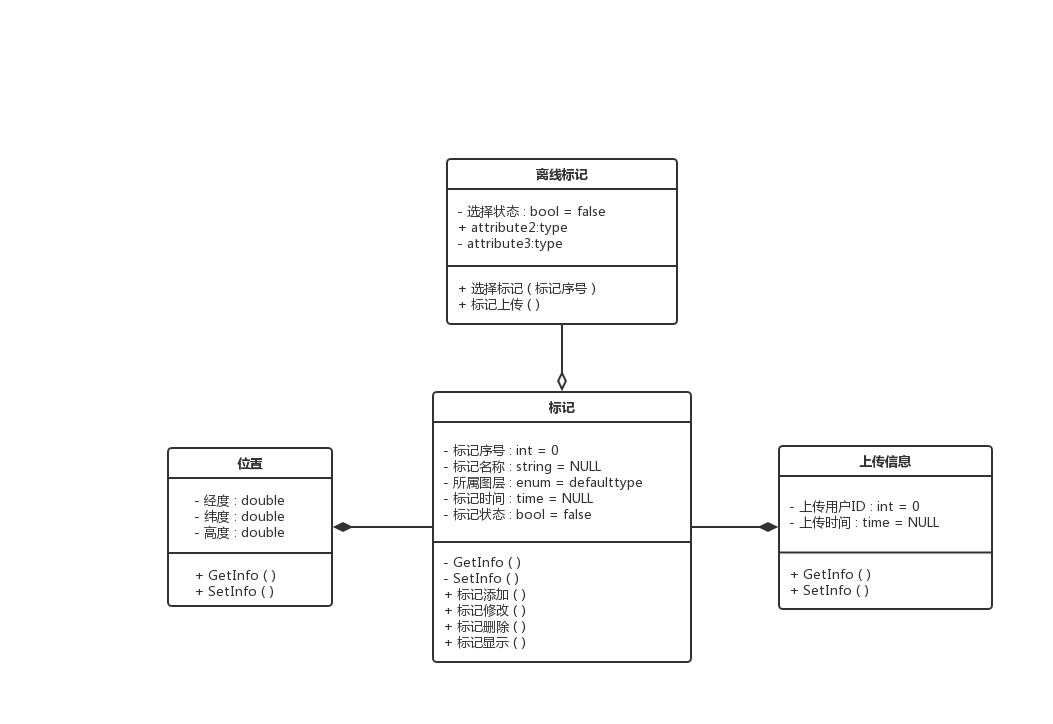 离线标记
- 选择状态 : bool = false
+ attribute2:type
- attribute3:type
+ 选择标记 ( 标记序号 )
+ 标记上传 ( )
标记
- 标记序号 : int = 0
- 标记名称 : string = NULL
- 所属图层 : enum = defaulttype
- 标记时间 : time = NULL
- 标记状态 : bool = false
- GetInfo ( )
- SetInfo ( )
+ 标记添加 ( )
+ 标记修改 ( )
+ 标记删除 ( )
+ 标记显示 ( )
位置
- 经度 : double
- 纬度 : double
- 高度 : double
+ GetInfo ( )
+ SetInfo ( )
上传信息
- 上传用户ID : int = 0
- 上传时间 : time = NULL
+ GetInfo ( )
+ SetInfo ( )